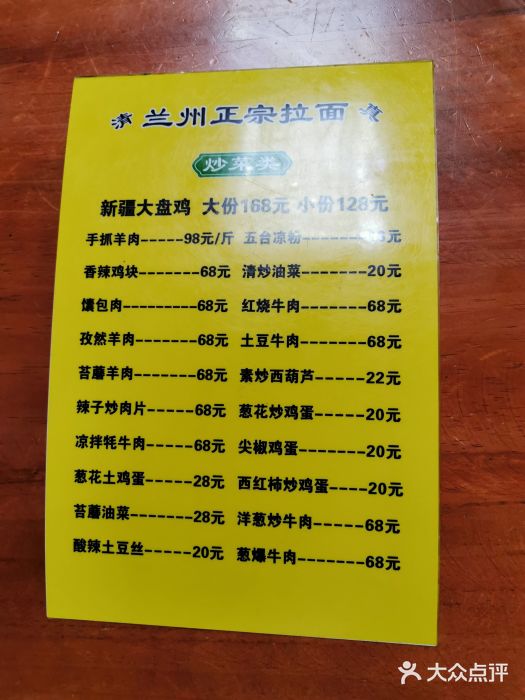 清 兰州正宗拉面 真
炒菜类
新疆大盘鸡 大份168元 小份128元
手抓羊肉-----98元/斤 五台凉粉-------元
香辣鸡块-------68元 清炒油菜--------20元
馕包肉---------68元 红烧牛肉--------68元
孜然羊肉-------68元 土豆牛肉--------68元
苔蘑羊肉-------68元 素炒西葫芦------22元
辣子炒肉片-----68元 葱花炒鸡蛋------20元
凉拌牦牛肉-----68元 尖椒鸡蛋--------20元
葱花土鸡蛋-----28元 西红柿炒鸡蛋----20元
苔蘑油菜-------28元 洋葱炒牛肉------68元
酸辣土豆丝-----20元 葱爆牛肉--------68元
大众点评